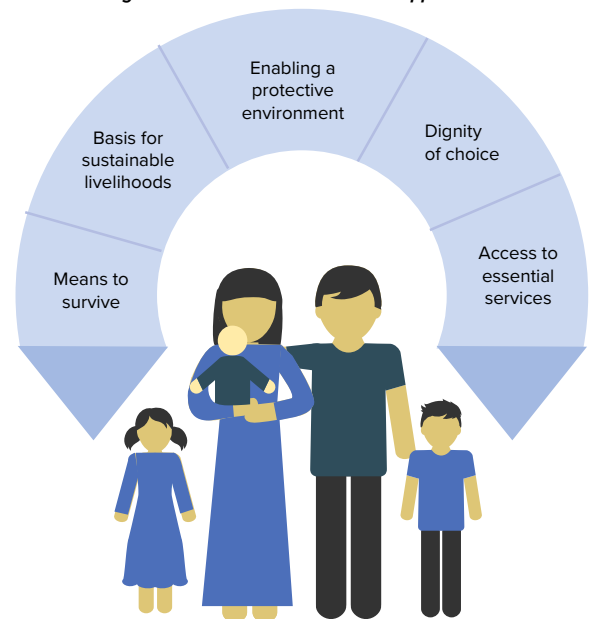 Means to
survive
Basis for
sustainable
livelihoods
Enabling a
protective
environment
Dignity
of choice
Access to
essential
services